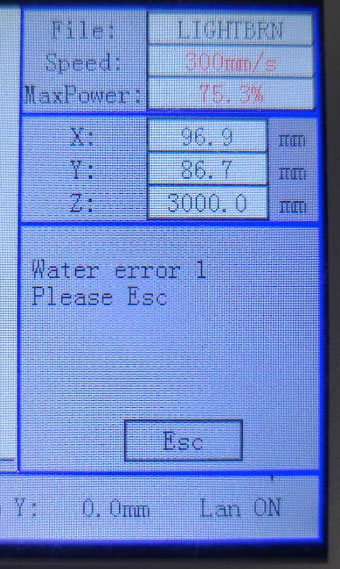 File: LIGHTBRN
Speed: 300mm/s
MaxPower: 75.3%
X: 96.9 mm
Y: 86.7 mm
Z: 3000.0 mm
Water error 1
Please Esc
Esc
Y: 0.0mm Lan ON